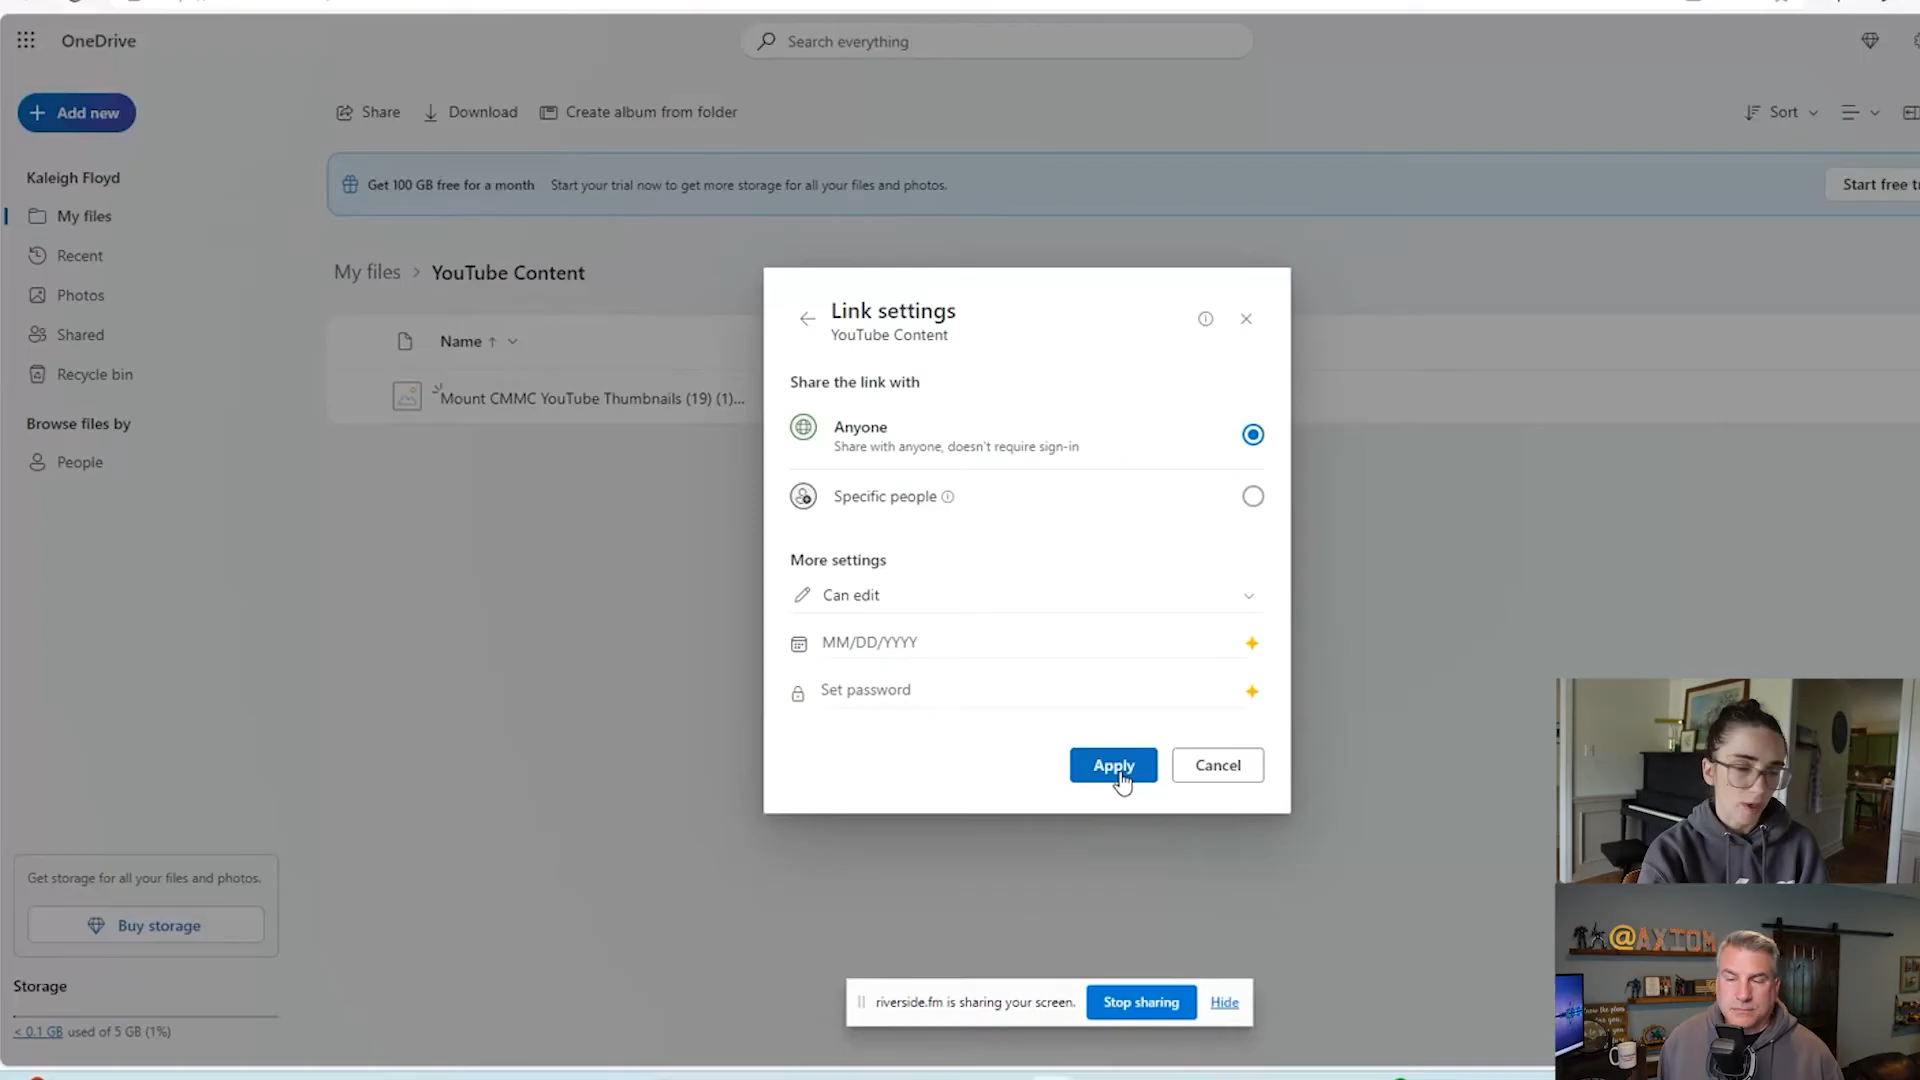 OneDrive
Search everything
Add new
Share
Download
Create album from folder
Sort
Kaleigh Floyd
Get 100 GB free for a month Start your trial now to get more storage for all your files and photos.
Start free
My files
Recent
Photos
Shared
Recycle bin
Browse files by
People
My files > YouTube Content
Name
Mount CMMC YouTube Thumbnails (19) (1)...
Link settings
YouTube Content
Share the link with
Anyone
Share with anyone, doesn't require sign-in
Specific people
More settings
Can edit
MM/DD/YYYY
Set password
Apply
Cancel
Get storage for all your files and photos.
Buy storage
Storage
< 0.1 GB used of 5 GB (1%)
riverside.fm is sharing your screen.
Stop sharing
Hide
@AXIOM